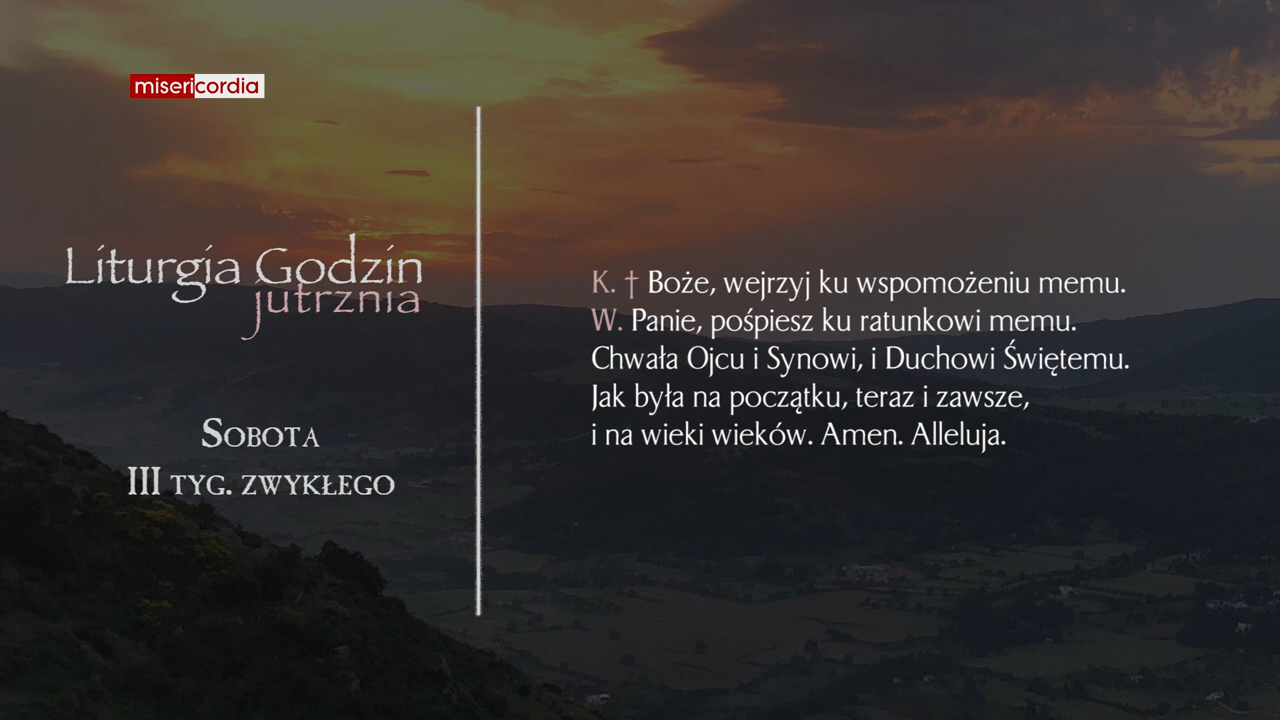 misericordia
Liturgia Godzin
jutrznia
Sobota
III tyg. zwykłego
K. † Boże, wejrzyj ku wspomożeniu memu.
W. Panie, pośpiesz ku ratunkowi memu.
Chwała Ojcu i Synowi, i Duchowi Świętemu.
Jak była na początku, teraz i zawsze,
i na wieki wieków. Amen. Alleluja.